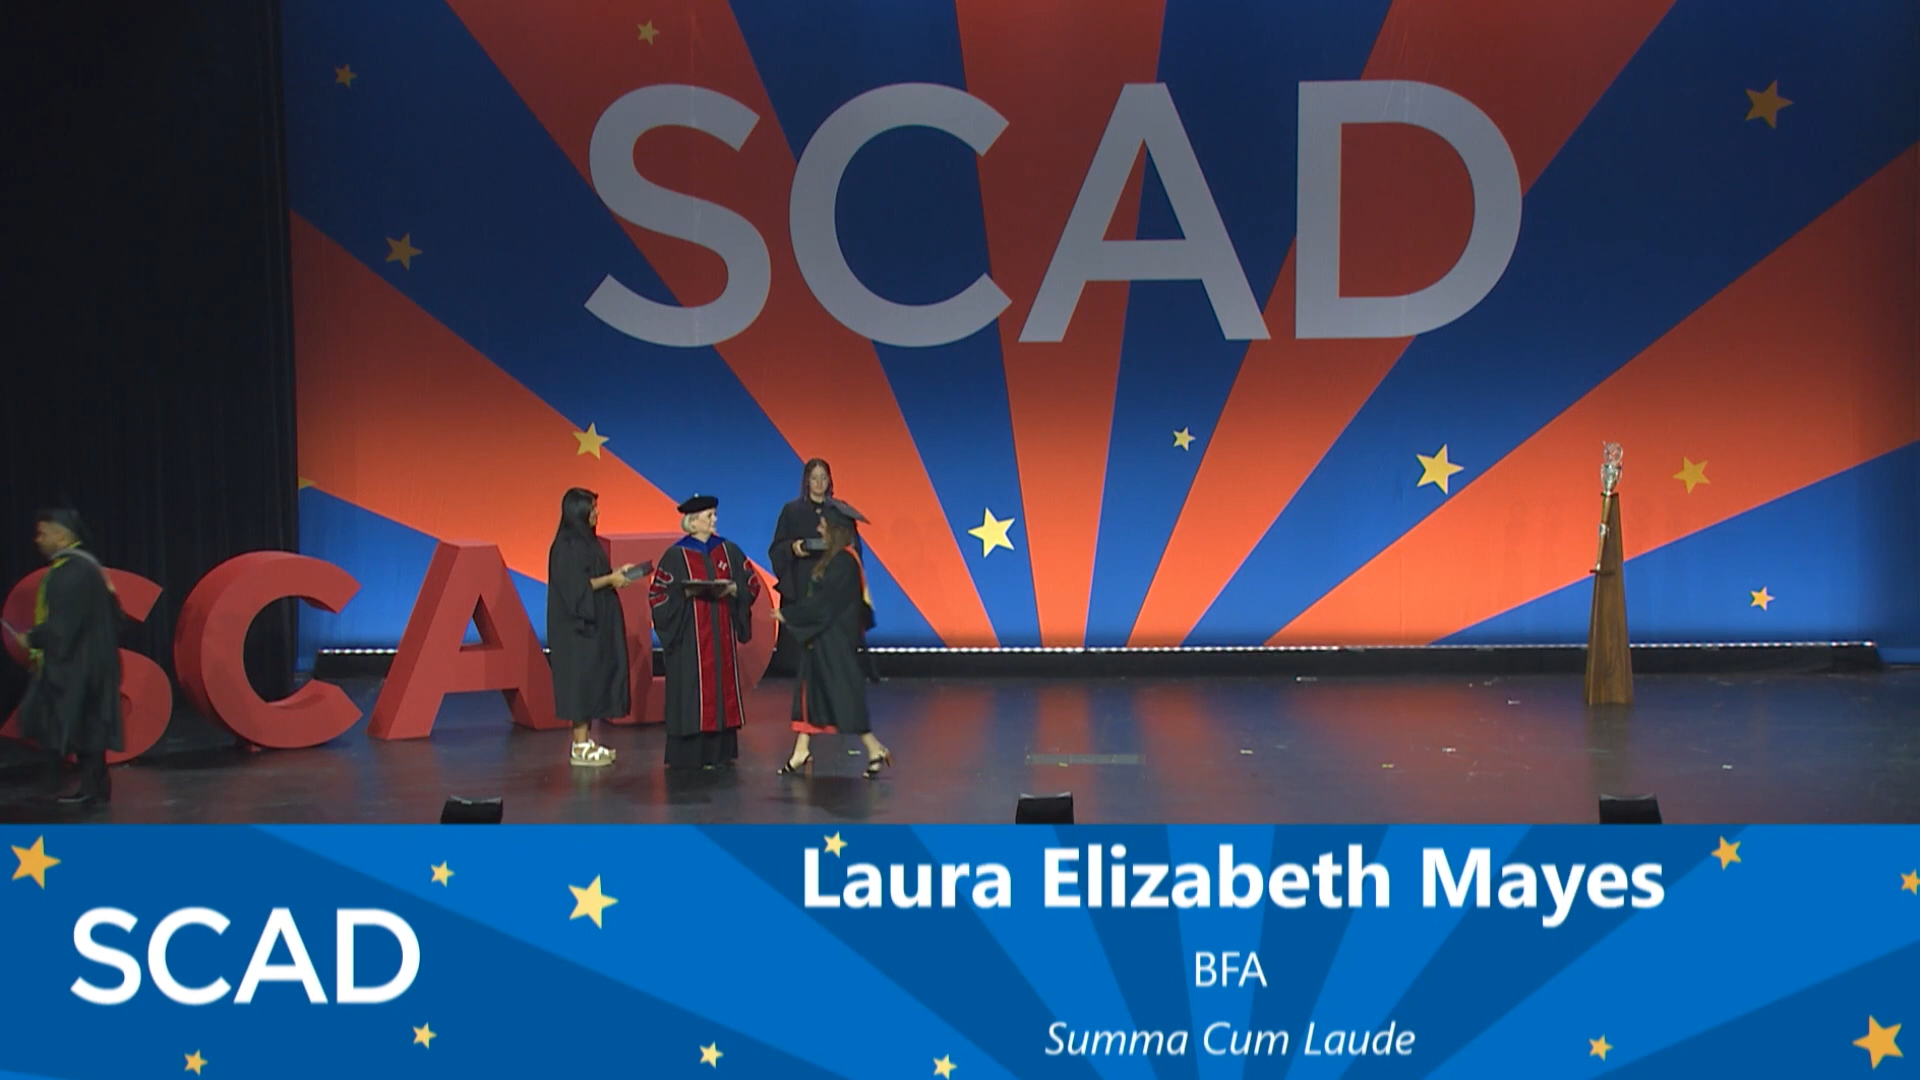 SCAD
SCAD
SCAD
Laura Elizabeth Mayes
BFA
Summa Cum Laude